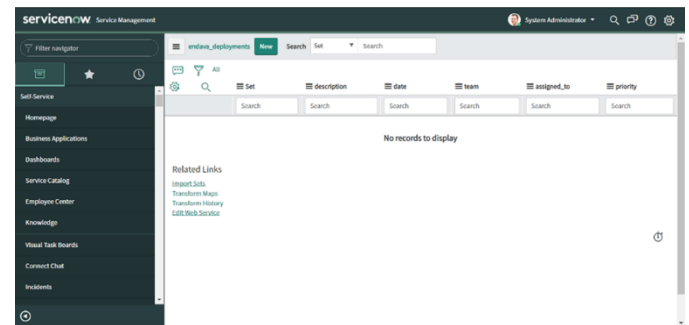 servicenow Service Management
System Administrator
Filter navigator
endava_deployments New Search Set Search
All
Self-Service
Set description date team assigned_to priority
Search Search Search Search Search Search
Homepage
Business Applications
No records to display
Dashboards
Related Links
Service Catalog
Import Sets
Transform Maps
Employee Center
Transform History
Edit Web Service
Knowledge
Visual Task Boards
Connect Chat
Incidents